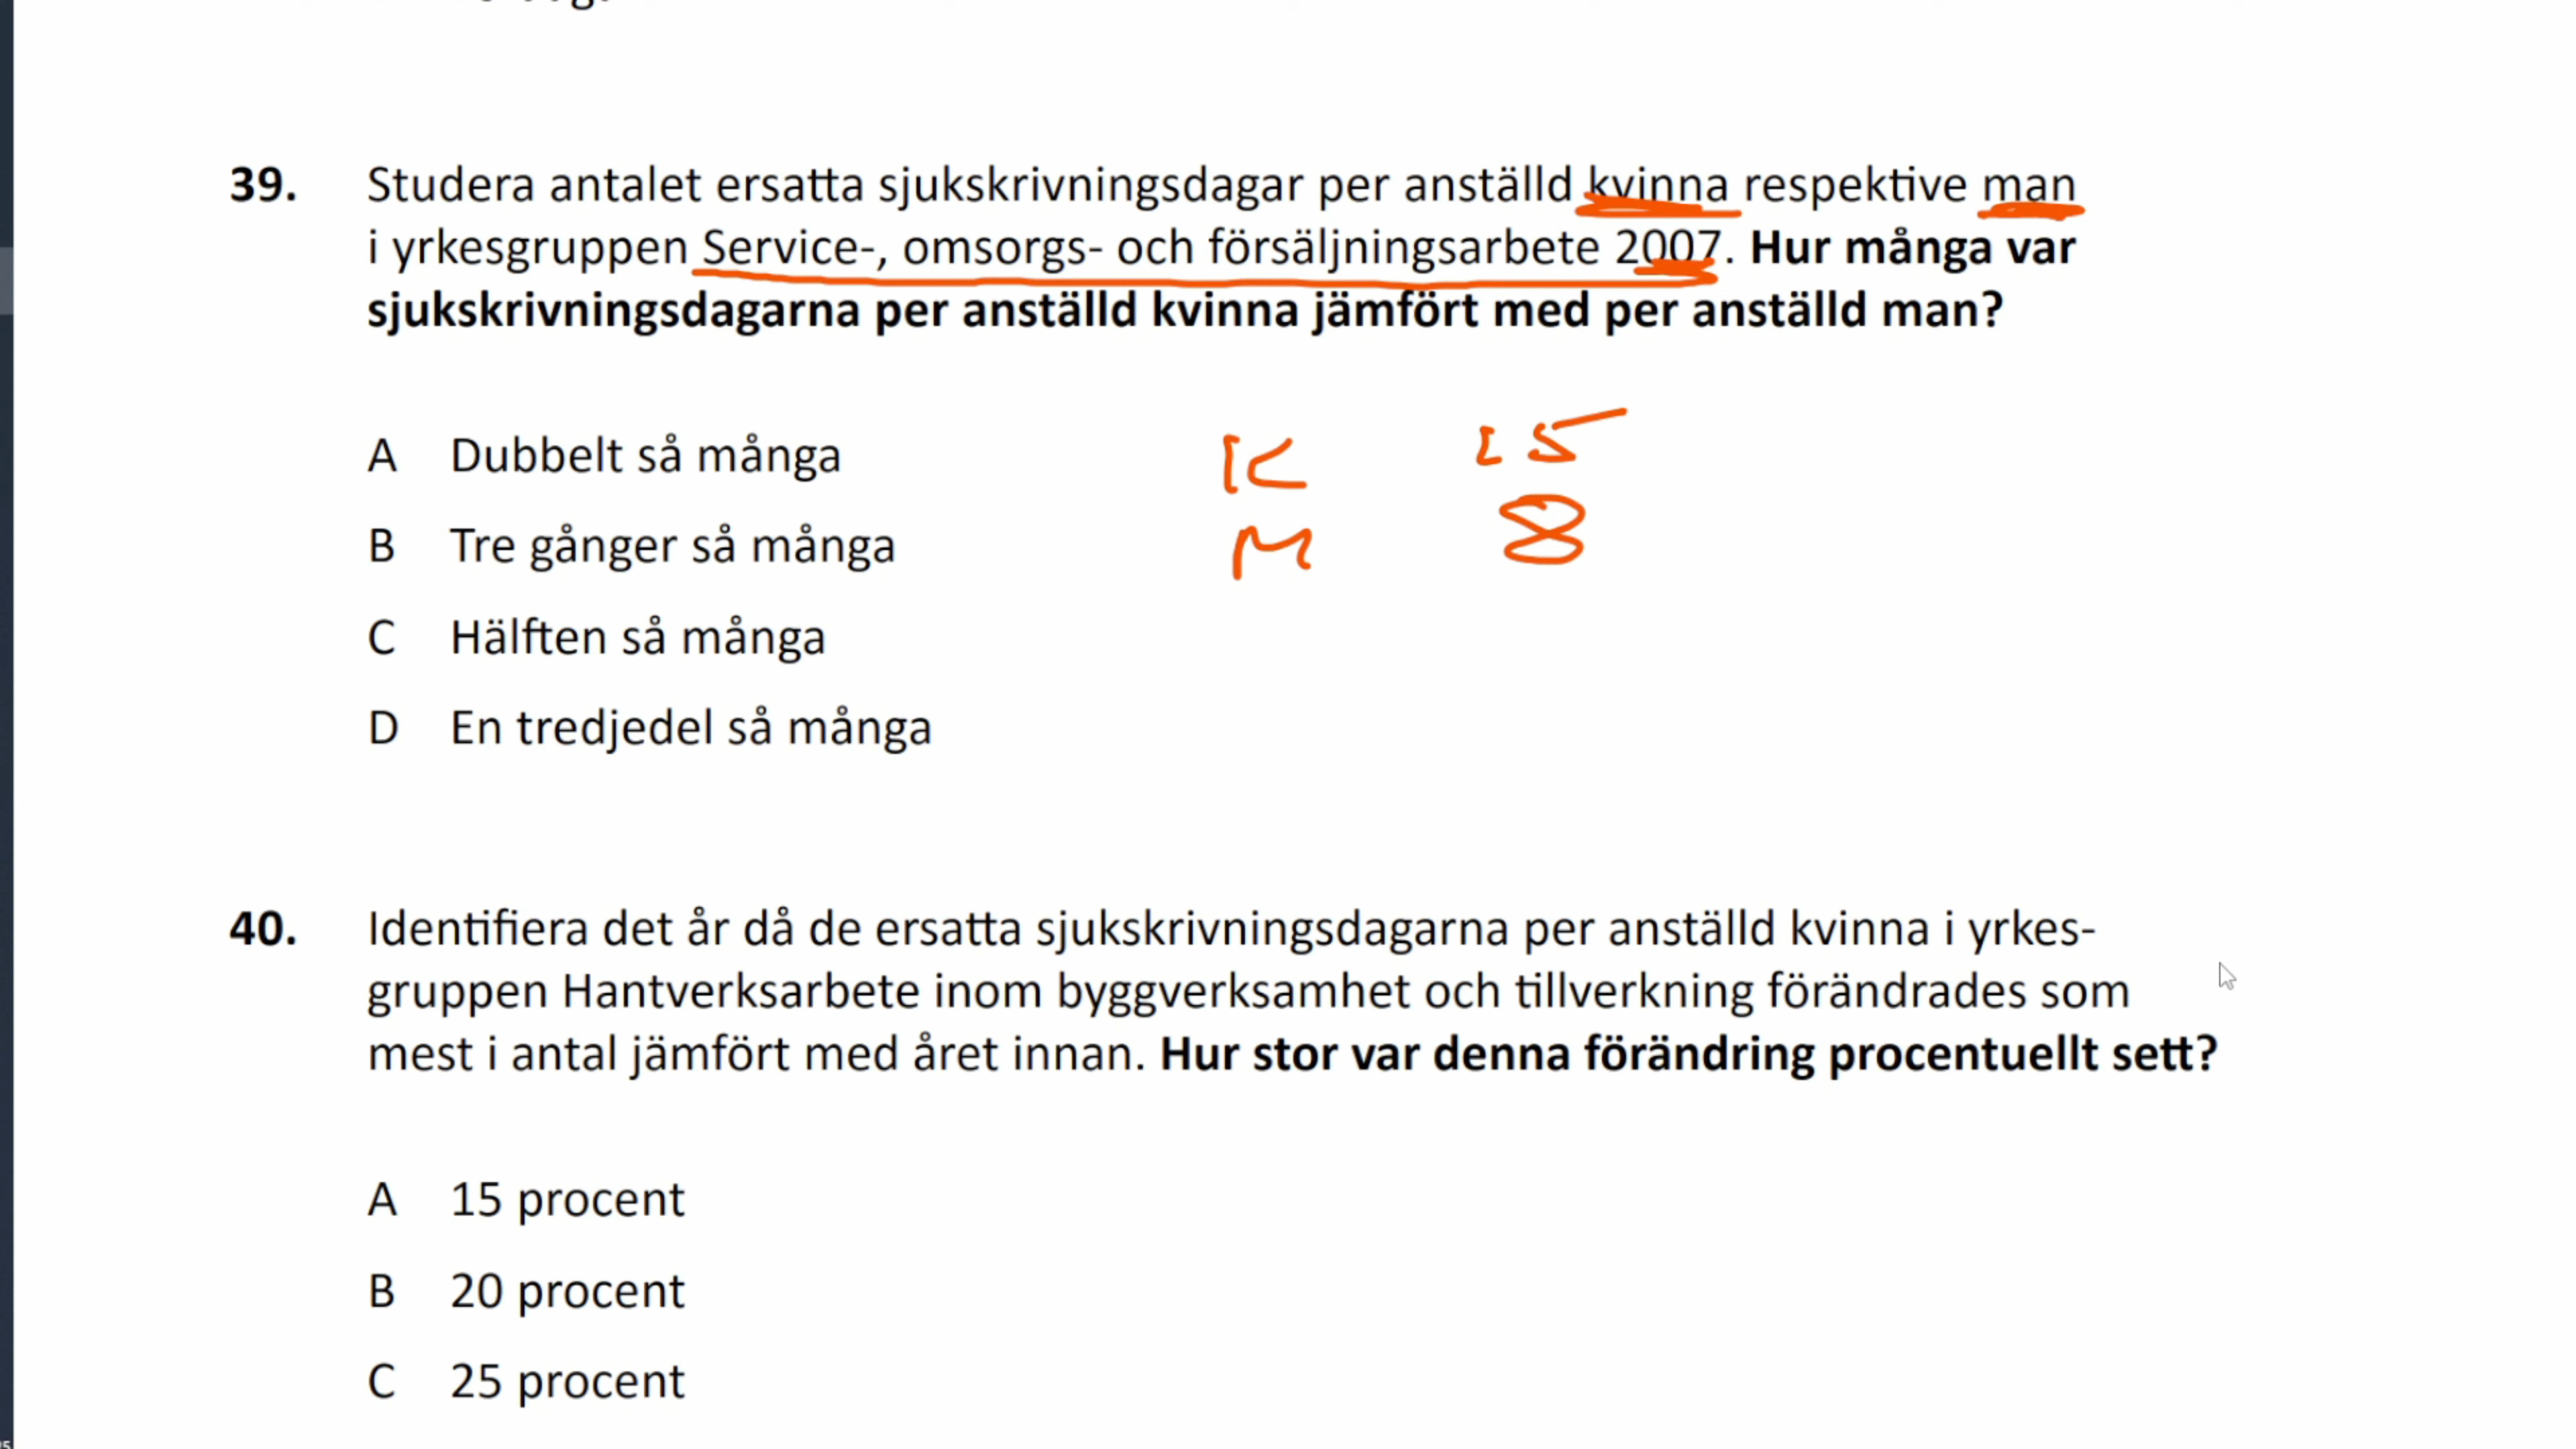 39. Studera antalet ersatta sjukskrivningsdagar per anställd kvinna respektive man
i yrkesgruppen Service-, omsorgs- och försäljningsarbete 2007. Hur många var
sjukskrivningsdagarna per anställd kvinna jämfört med per anställd man?
A Dubbelt så många
B Tre gånger så många
C Hälften så många
D En tredjedel så många
K 15
M 8
40. Identifiera det år då de ersatta sjukskrivningsdagarna per anställd kvinna i yrkes-
gruppen Hantverksarbete inom byggverksamhet och tillverkning förändrades som
mest i antal jämfört med året innan. Hur stor var denna förändring procentuellt sett?
A 15 procent
B 20 procent
C 25 procent